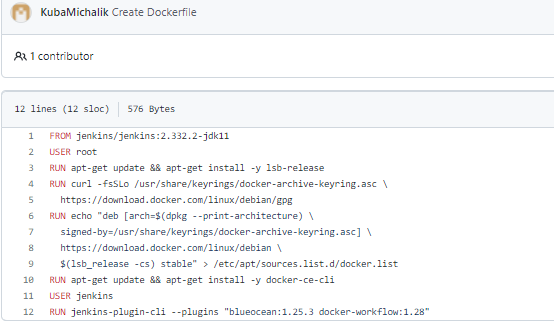 KubaMichalik Create Dockerfile
1 contributor
12 lines (12 sloc) 576 Bytes
1 FROM jenkins/jenkins:2.332.2-jdk11
2 USER root
3 RUN apt-get update && apt-get install -y lsb-release
4 RUN curl -fsSLo /usr/share/keyrings/docker-archive-keyring.asc \
5 https://download.docker.com/linux/debian/gpg
6 RUN echo "deb [arch=$(dpkg --print-architecture) \
7 signed-by=/usr/share/keyrings/docker-archive-keyring.asc] \
8 https://download.docker.com/linux/debian \
9 $(lsb_release -cs) stable" > /etc/apt/sources.list.d/docker.list
10 RUN apt-get update && apt-get install -y docker-ce-cli
11 USER jenkins
12 RUN jenkins-plugin-cli --plugins "blueocean:1.25.3 docker-workflow:1.28"